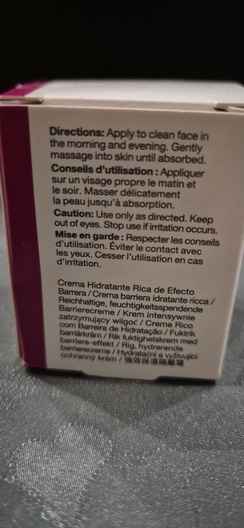 Directions: Apply to clean face in
the morning and evening. Gently
massage into skin until absorbed.
Conseils d'utilisation : Appliquer
sur un visage propre le matin et
le soir. Masser délicatement
la peau jusqu'à absorption.
Caution: Use only as directed. Keep
out of eyes. Stop use if irritation occurs.
Mise en garde : Respecter les conseils
d'utilisation. Éviter le contact avec
les yeux. Cesser l'utilisation en cas
d'irritation.
Crema Hidratante Rica de Efecto
Barrera / Crema barriera idratante ricca /
Reichhaltige, feuchtigkeitsspendende
Barrierecreme / Krem intensywnie
zatrzymujący wilgoć / Creme Rico
com Barreira de Hidratação / Fuktrik
barriärkräm / Rik fuktighetskrem med
barriere-effekt / Rig, hydrerende
barrierecreme / Hydratační a vyživující
ochranný krém /